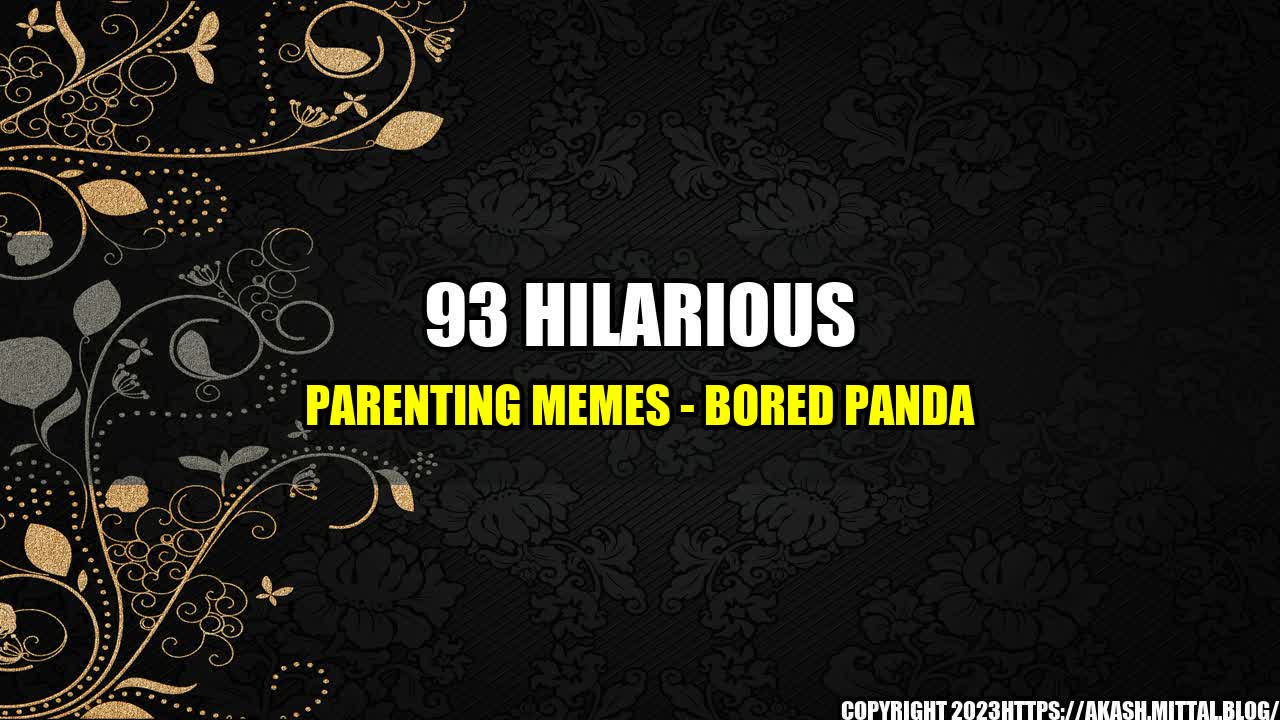 93 HILARIOUS
PARENTING MEMES - BORED PANDA
COPYRIGHT 2023HTTPS://AKASH.MITTAL.BLOG/